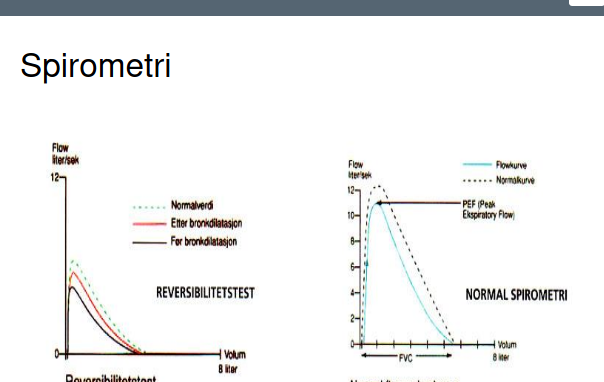 Spirometri
Flow
liter/sek
12
Normalverdi
Etter bronkdilatasjon
Før bronkdilatasjon
REVERSIBILITETSTEST
0
Volum
8 liter
Reversibilitetstest
Flow
liter/sek
12
10
8
6
4
2
0
Flowkurve
Normalkurve
PEF (Peak
Ekspiratory Flow)
NORMAL SPIROMETRI
FVC
Volum
8 liter